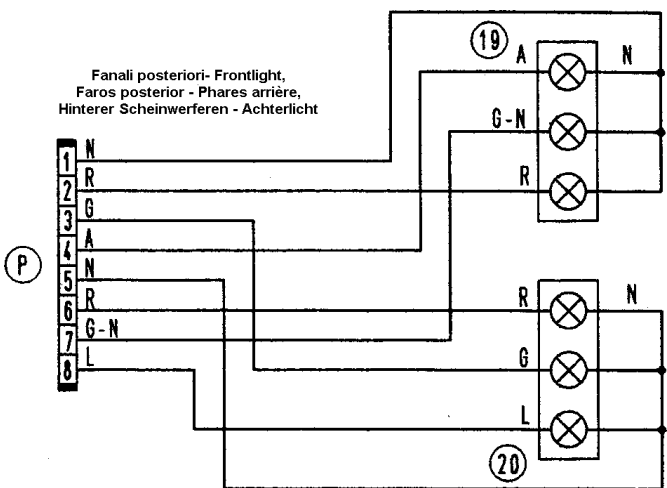 19
A N
Fanali posteriori- Frontlight,
Faros posterior - Phares arrière,
Hinterer Scheinwerferen - Achterlicht
G-N
1 N
R
2 R
3 G
4 A
P
5 N
6 R
R N
7 G-N
8 L
G
L
20